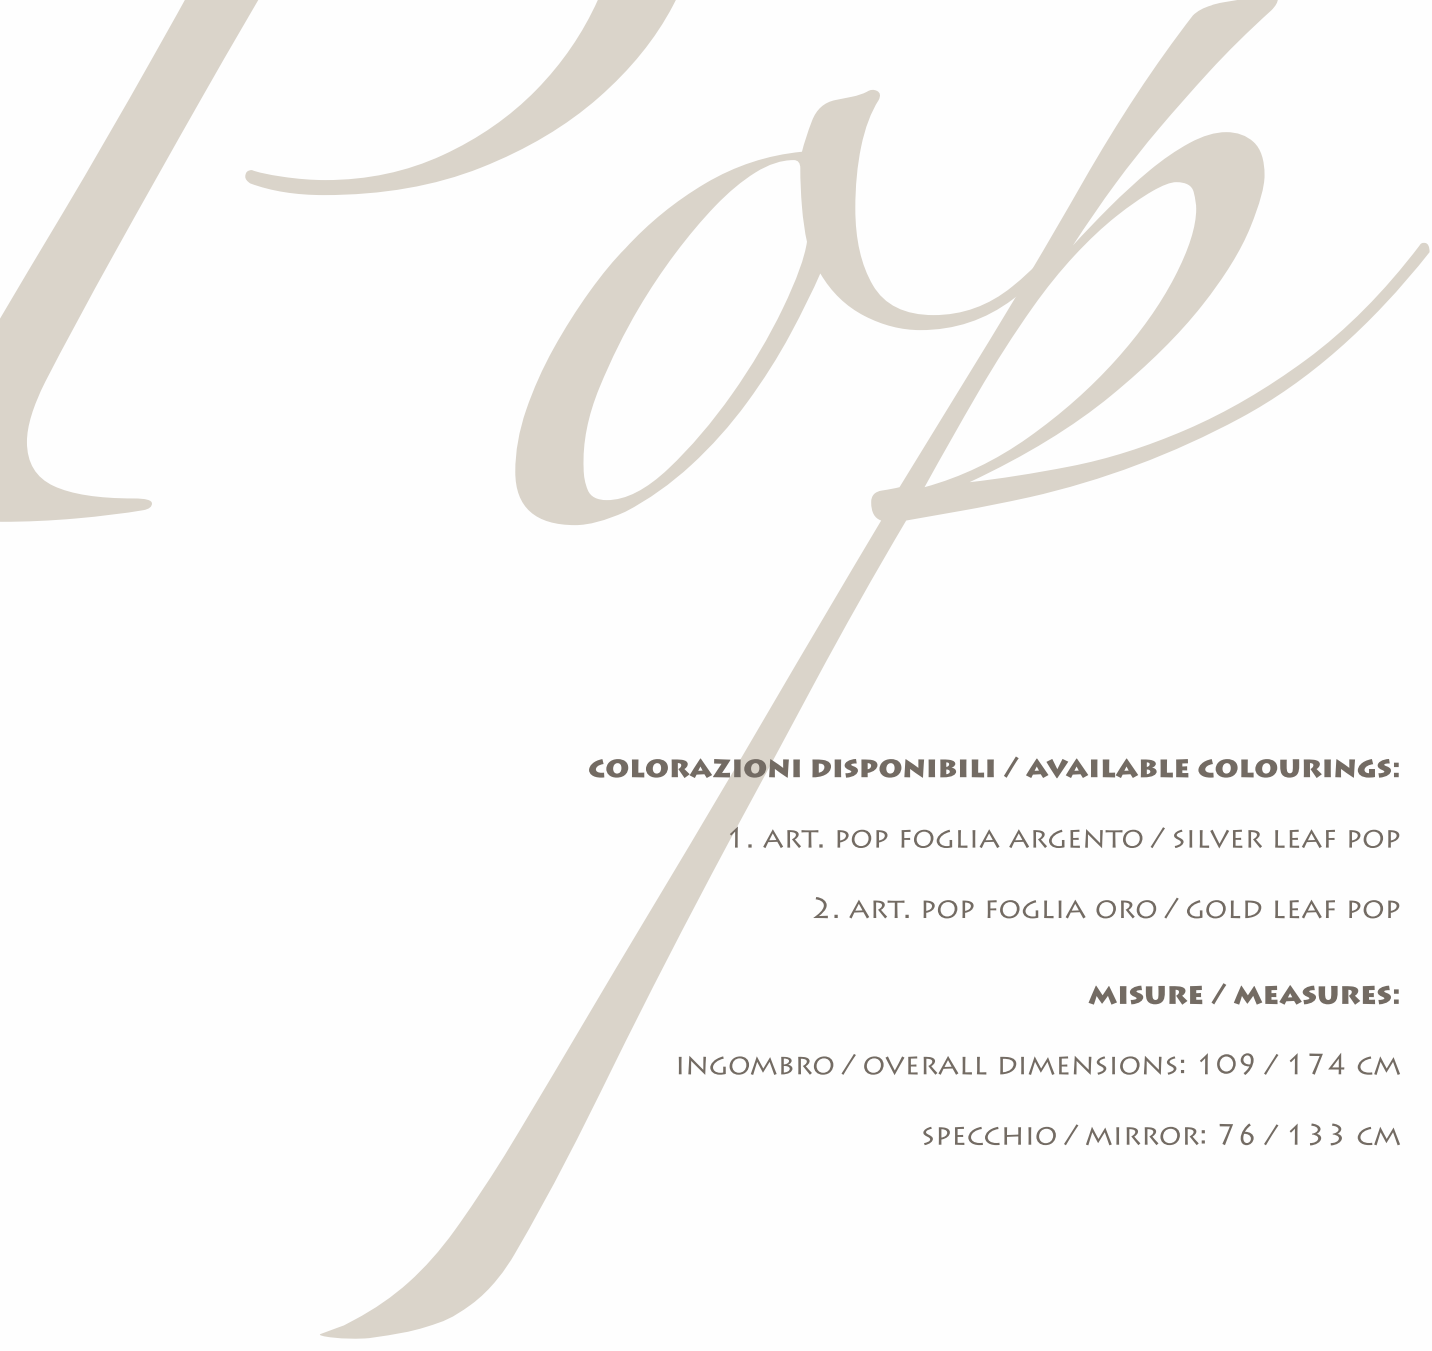 Pop
COLORAZIONI DISPONIBILI / AVAILABLE COLOURINGS:
1. ART. POP FOGLIA ARGENTO / SILVER LEAF POP
2. ART. POP FOGLIA ORO / GOLD LEAF POP
MISURE / MEASURES:
INGOMBRO / OVERALL DIMENSIONS: 109 / 174 CM
SPECCHIO / MIRROR: 76 / 133 CM